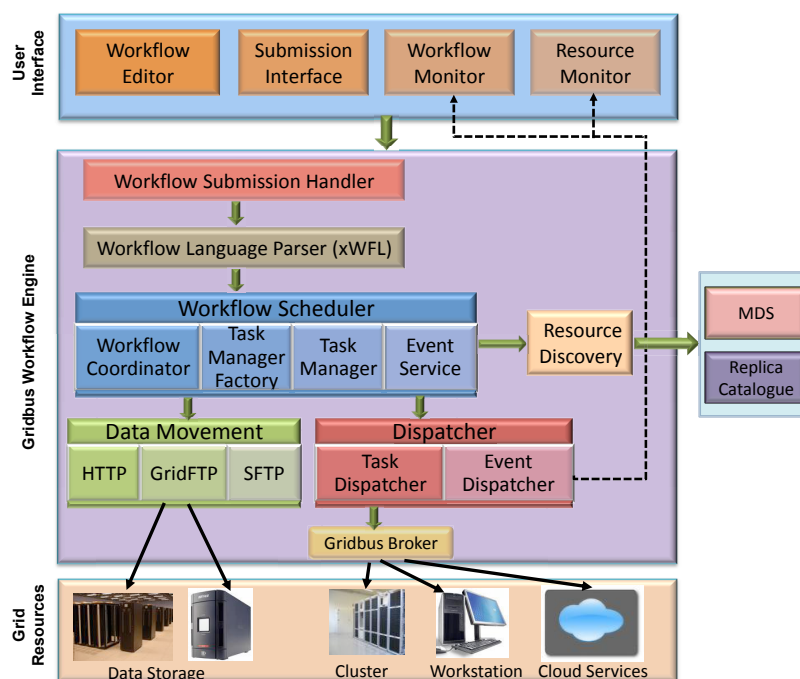 User
Interface
Workflow
Editor
Submission
Interface
Workflow
Monitor
Resource
Monitor
Gridbus Workflow Engine
Workflow Submission Handler
Workflow Language Parser (xWFL)
Workflow Scheduler
Workflow
Coordinator
Task
Manager
Factory
Task
Manager
Event
Service
Resource
Discovery
MDS
Replica
Catalogue
Data Movement
HTTP
GridFTP
SFTP
Dispatcher
Task
Dispatcher
Event
Dispatcher
Gridbus Broker
Grid
Resources
Data Storage
Cluster
Workstation
Cloud Services